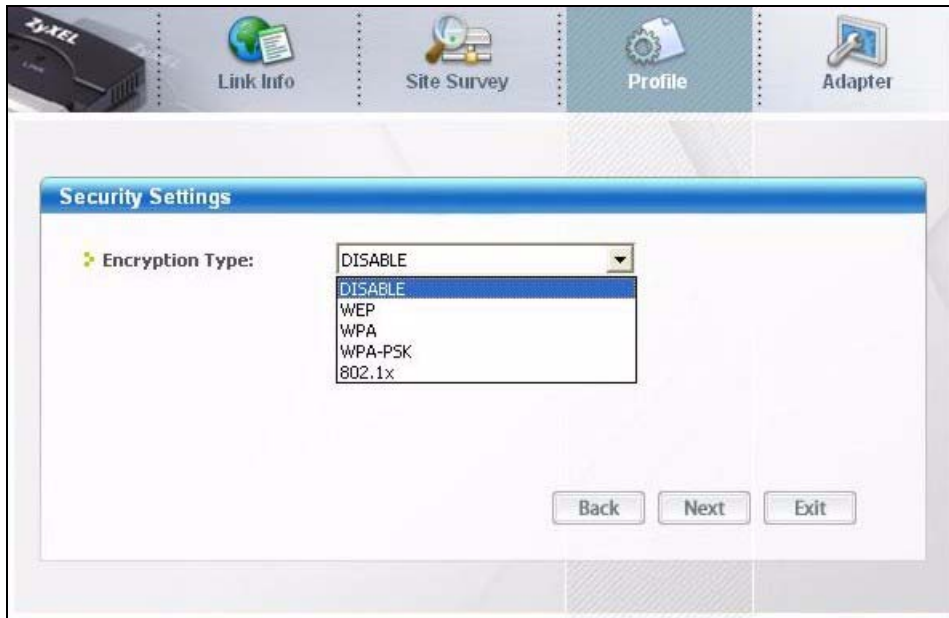 ZyXEL
Link Info
Site Survey
Profile
Adapter
Security Settings
Encryption Type:
DISABLE
DISABLE
WEP
WPA
WPA-PSK
802.1x
Back
Next
Exit